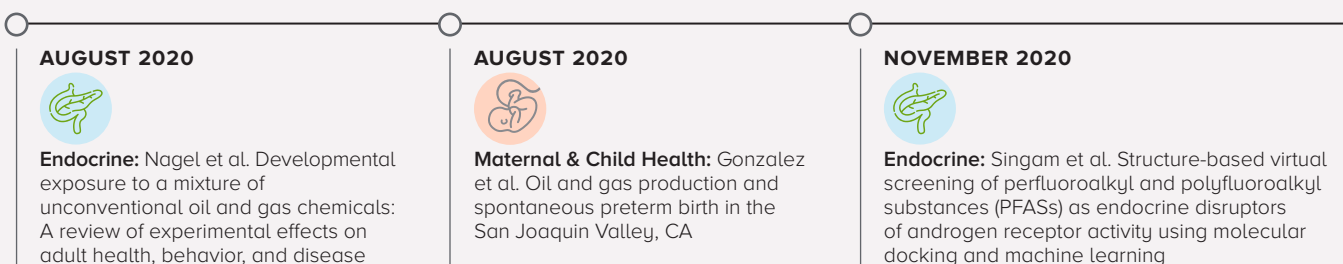 AUGUST 2020
Endocrine: Nagel et al. Developmental
exposure to a mixture of
unconventional oil and gas chemicals:
A review of experimental effects on
adult health, behavior, and disease
AUGUST 2020
Maternal & Child Health: Gonzalez
et al. Oil and gas production and
spontaneous preterm birth in the
San Joaquin Valley, CA
NOVEMBER 2020
Endocrine: Singam et al. Structure-based virtual
screening of perfluoroalkyl and polyfluoroalkyl
substances (PFASs) as endocrine disruptors
of androgen receptor activity using molecular
docking and machine learning